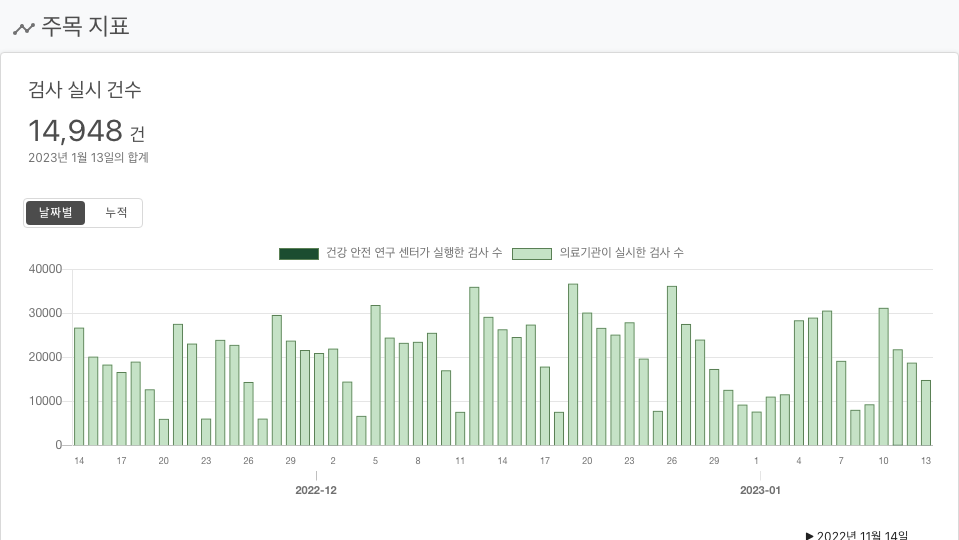 주목 지표
검사 실시 건수
14,948 건
2023년 1월 13일의 합계
날짜별 누적
건강 안전 연구 센터가 실행한 검사 수 의료기관이 실시한 검사 수
40000
30000
20000
10000
0
14 17 20 23 26 29 2 5 8 11 14 17 20 23 26 29 1 4 7 10 13
2022-12 2023-01
▶ 2022년 11월 14일